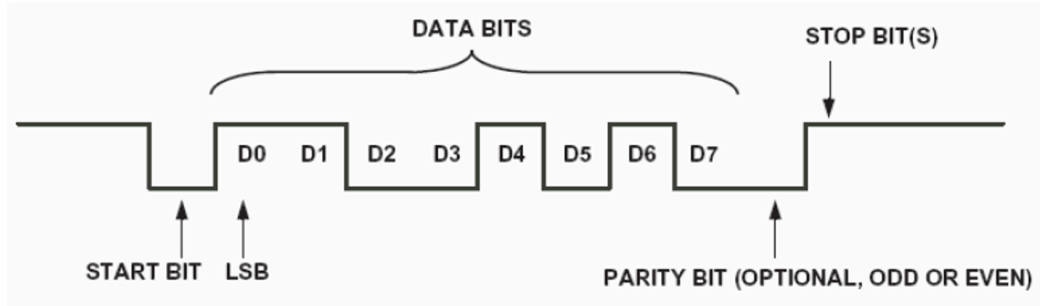 DATA BITS
STOP BIT(S)
D0 D1 D2 D3 D4 D5 D6 D7
START BIT LSB
PARITY BIT (OPTIONAL, ODD OR EVEN)